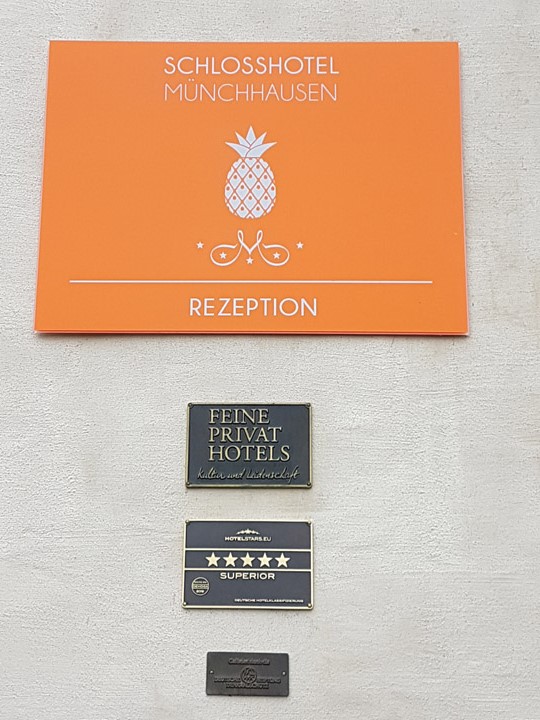 SCHLOSSHOTEL
MÜNCHHAUSEN
REZEPTION
FEINE
PRIVAT
HOTELS
Kultur und Leidenschaft
HOTELSTARS.EU
SUPERIOR
DEUTSCHE HOTELKLASSIFIZIERUNG